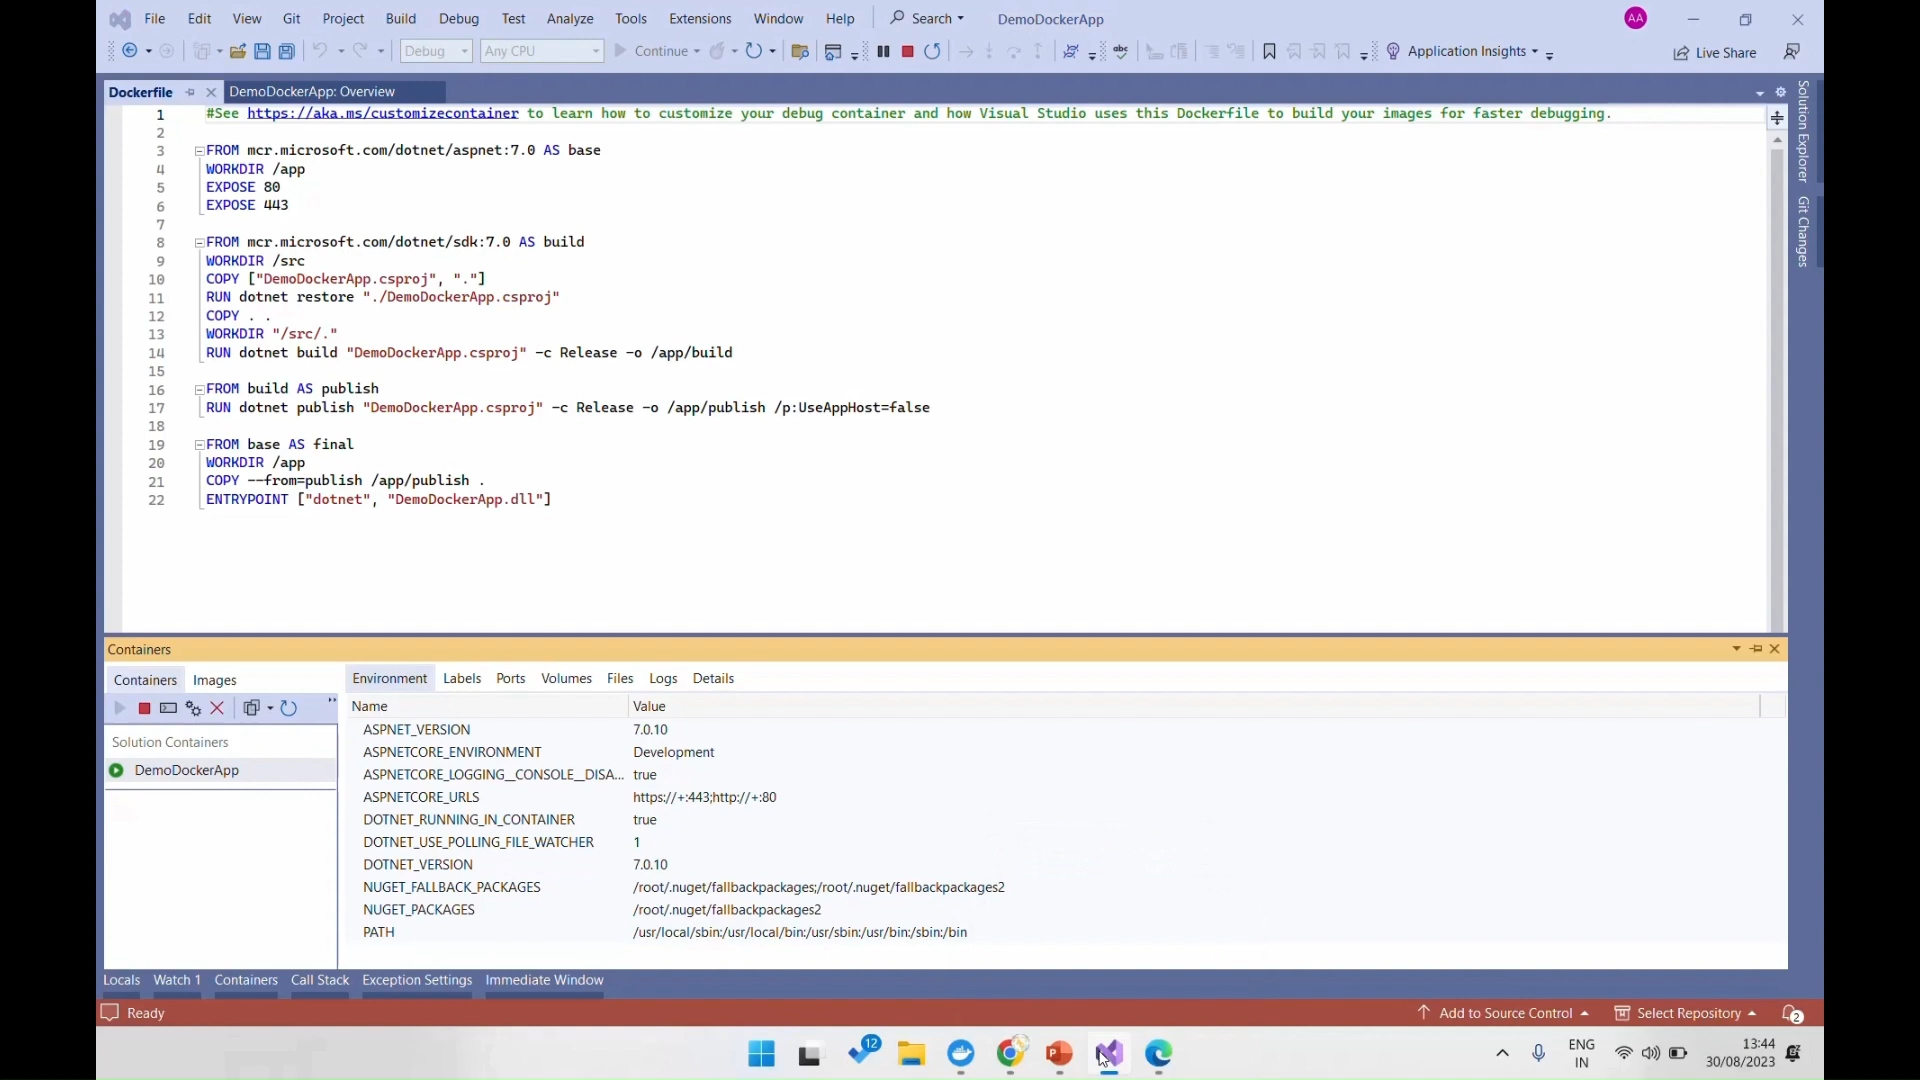 File Edit View Git Project Build Debug Test Analyze Tools Extensions Window Help Search DemoDockerApp AA
Debug Any CPU Continue Application Insights Live Share
Dockerfile DemoDockerApp: Overview
1 #See https://aka.ms/customizecontainer to learn how to customize your debug container and how Visual Studio uses this Dockerfile to build your images for faster debugging.
2
3 FROM mcr.microsoft.com/dotnet/aspnet:7.0 AS base
4 WORKDIR /app
5 EXPOSE 80
6 EXPOSE 443
7
8 FROM mcr.microsoft.com/dotnet/sdk:7.0 AS build
9 WORKDIR /src
10 COPY ["DemoDockerApp.csproj", "."]
11 RUN dotnet restore "./DemoDockerApp.csproj"
12 COPY . .
13 WORKDIR "/src/."
14 RUN dotnet build "DemoDockerApp.csproj" -c Release -o /app/build
15
16 FROM build AS publish
17 RUN dotnet publish "DemoDockerApp.csproj" -c Release -o /app/publish /p:UseAppHost=false
18
19 FROM base AS final
20 WORKDIR /app
21 COPY --from=publish /app/publish .
22 ENTRYPOINT ["dotnet", "DemoDockerApp.dll"]
Solution Explorer
Git Changes
Containers
Containers Images
Solution Containers
DemoDockerApp
Environment Labels Ports Volumes Files Logs Details
Name Value
ASPNET_VERSION 7.0.10
ASPNETCORE_ENVIRONMENT Development
ASPNETCORE_LOGGING__CONSOLE__DISA... true
ASPNETCORE_URLS https://+:443;http://+:80
DOTNET_RUNNING_IN_CONTAINER true
DOTNET_USE_POLLING_FILE_WATCHER 1
DOTNET_VERSION 7.0.10
NUGET_FALLBACK_PACKAGES /root/.nuget/fallbackpackages;/root/.nuget/fallbackpackages2
NUGET_PACKAGES /root/.nuget/fallbackpackages2
PATH /usr/local/sbin:/usr/local/bin:/usr/sbin:/usr/bin:/sbin:/bin
Locals Watch 1 Containers Call Stack Exception Settings Immediate Window
Ready Add to Source Control Select Repository 2
12 ENG 13:44
IN 30/08/2023